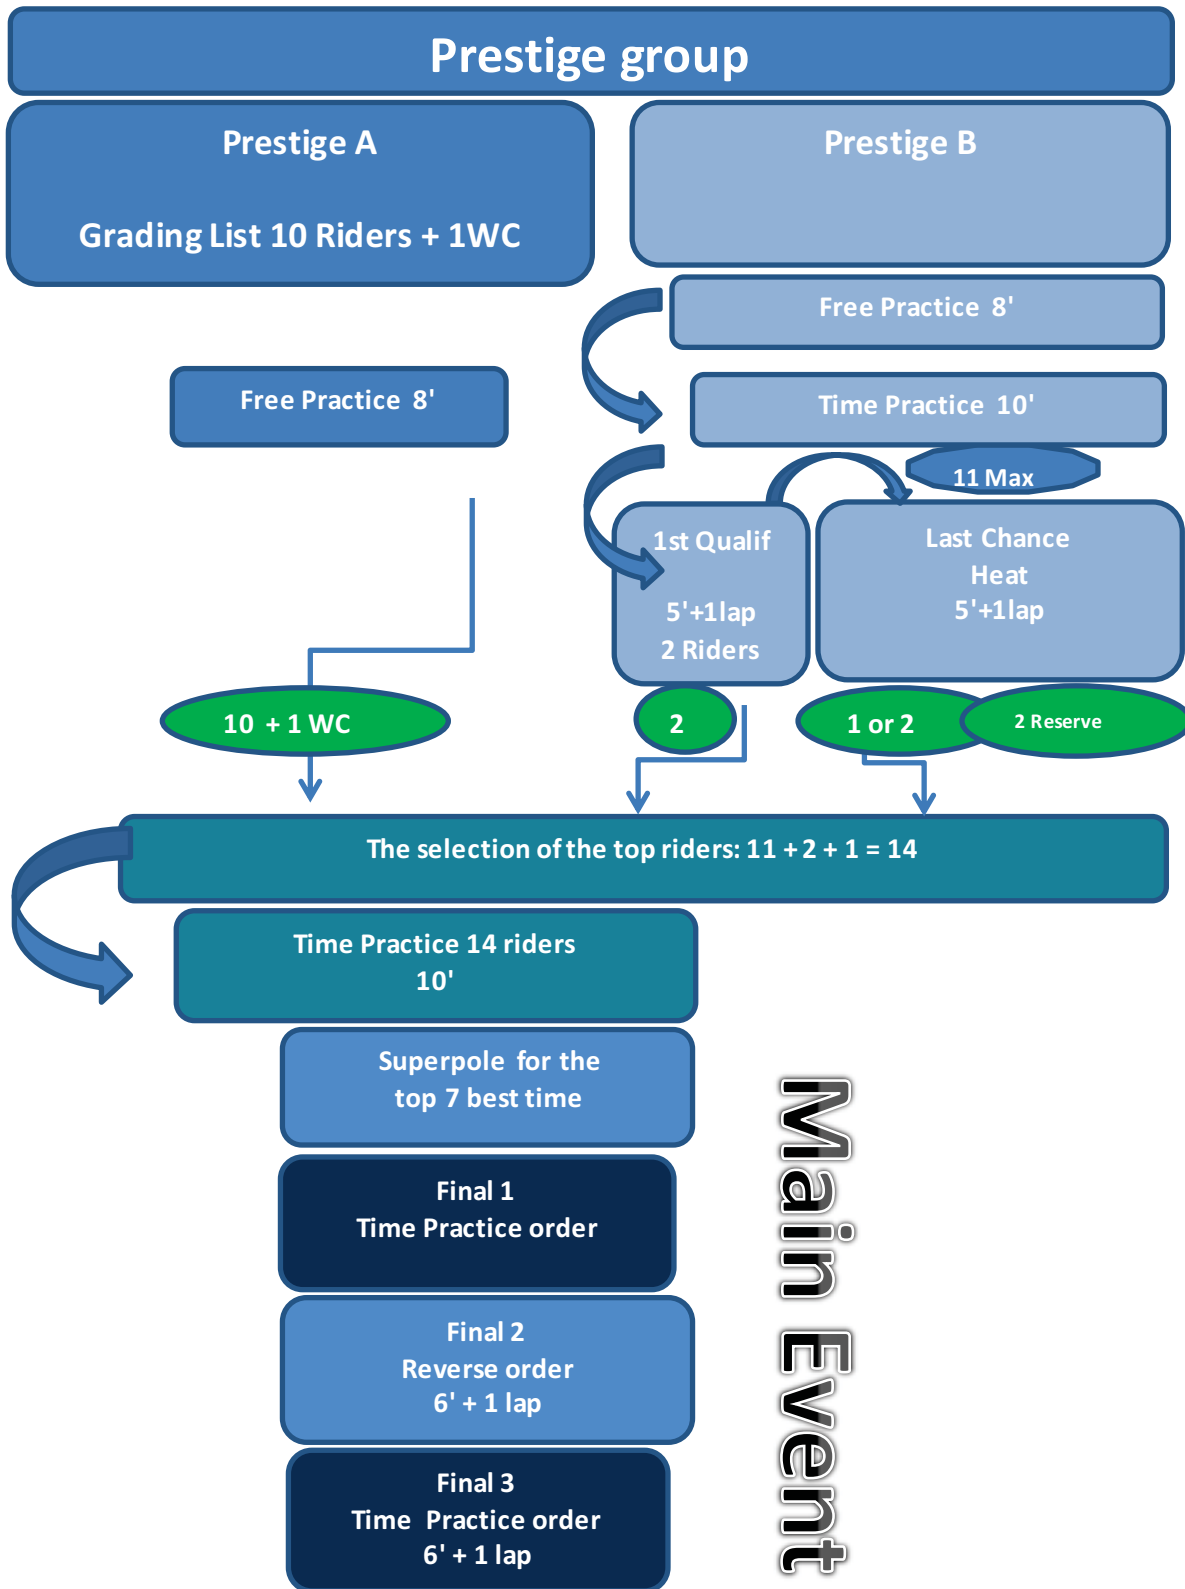 Prestige group
Prestige A
Grading List 10 Riders + 1WC
Prestige B
Free Practice 8'
Free Practice 8'
Time Practice 10'
11 Max
1st Qualif
5'+1lap
2 Riders
Last Chance
Heat
5'+1lap
10 + 1 WC
2
1 or 2
2 Reserve
The selection of the top riders: 11 + 2 + 1 = 14
Time Practice 14 riders
10'
Superpole for the
top 7 best time
Final 1
Time Practice order
Final 2
Reverse order
6' + 1 lap
Final 3
Time Practice order
6' + 1 lap
Main Event